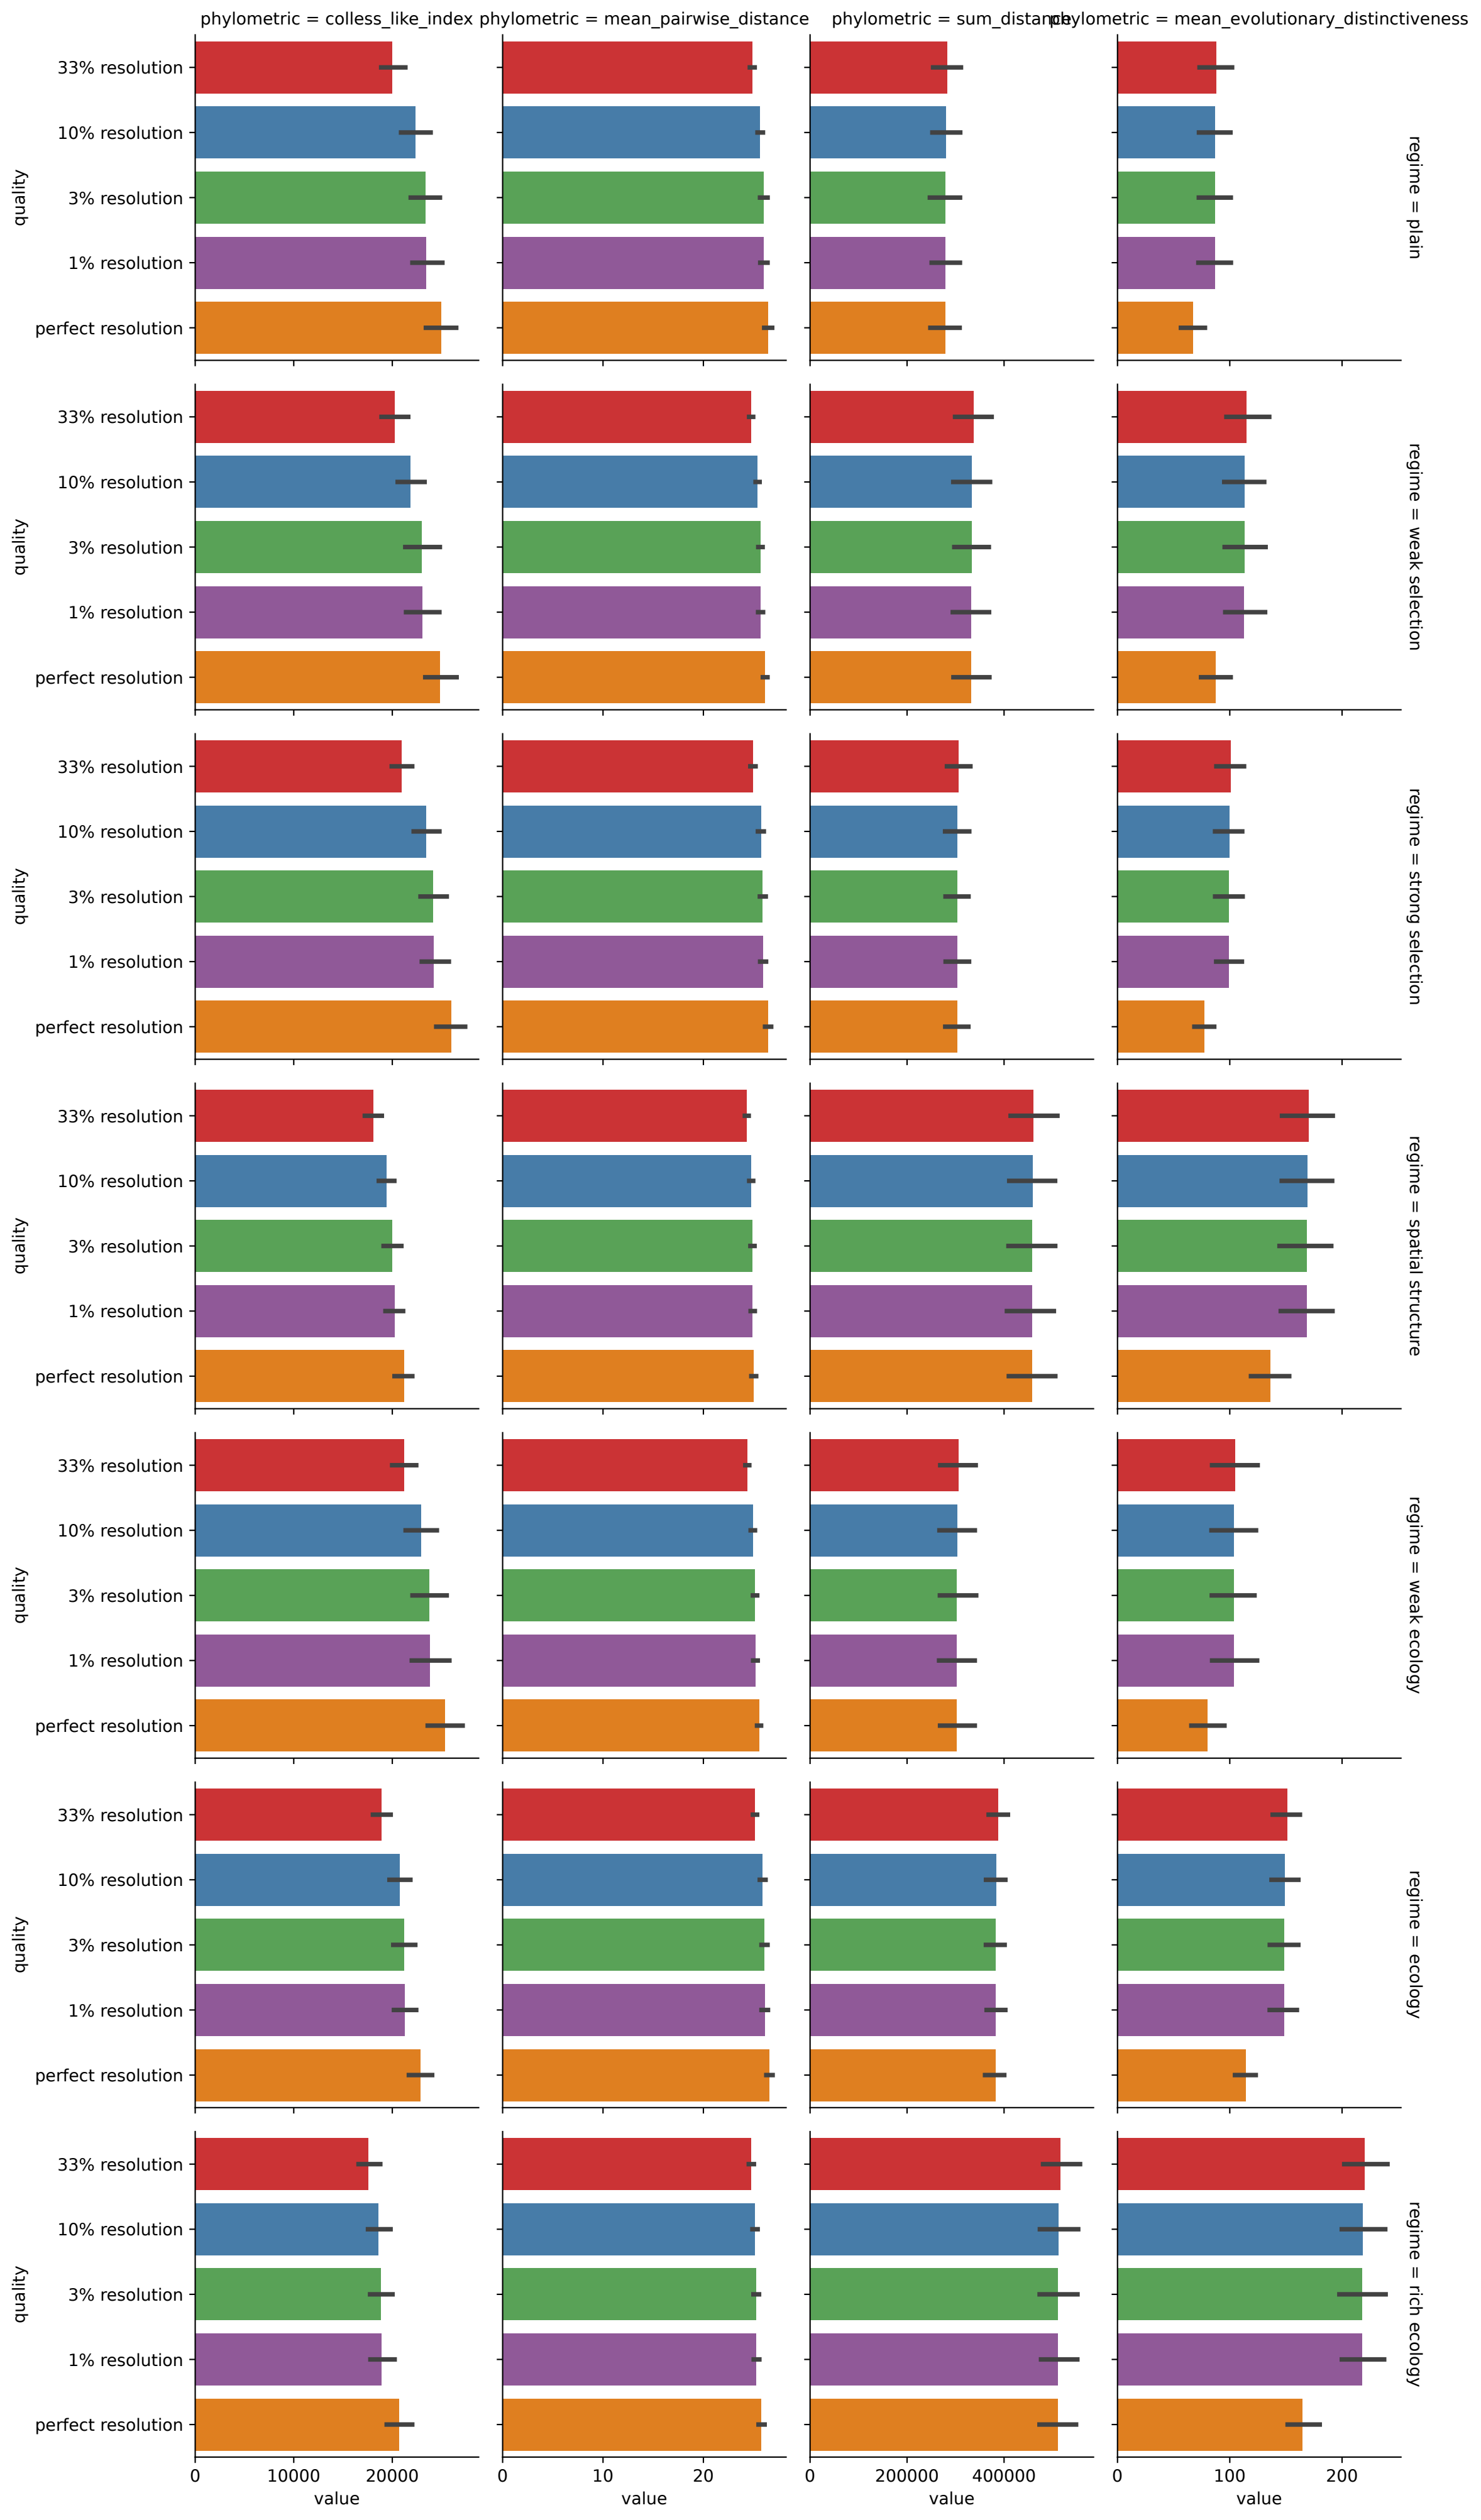 phylometric = colless_like_index
phylometric = mean_pairwise_distance
phylometric = sum_distance
phylometric = mean_evolutionary_distinctiveness
33% resolution
10% resolution
3% resolution
1% resolution
perfect resolution
quality
regime = plain
33% resolution
10% resolution
3% resolution
1% resolution
perfect resolution
quality
regime = weak selection
33% resolution
10% resolution
3% resolution
1% resolution
perfect resolution
quality
regime = strong selection
33% resolution
10% resolution
3% resolution
1% resolution
perfect resolution
quality
regime = spatial structure
33% resolution
10% resolution
3% resolution
1% resolution
perfect resolution
quality
regime = weak ecology
33% resolution
10% resolution
3% resolution
1% resolution
perfect resolution
quality
regime = ecology
33% resolution
10% resolution
3% resolution
1% resolution
perfect resolution
quality
regime = rich ecology
0 10000 20000
0 10 20
0 200000 400000
0 100 200
value
value
value
value